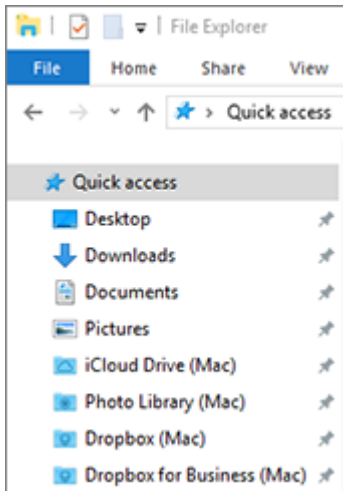 File Explorer
File Home Share View
Quick access
Quick access
Desktop
Downloads
Documents
Pictures
iCloud Drive (Mac)
Photo Library (Mac)
Dropbox (Mac)
Dropbox for Business (Mac)